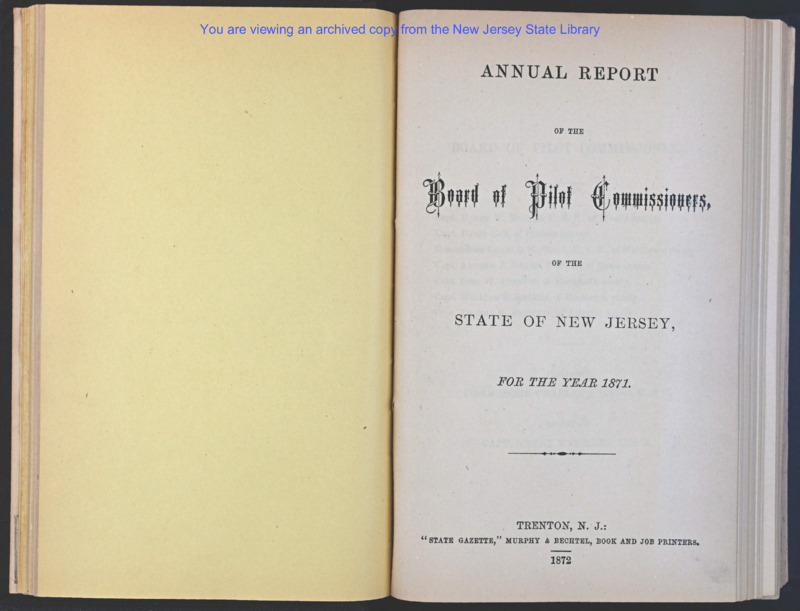 You are viewing an archived copy from the New Jersey State Library
ANNUAL REPORT
OF THE
Board of Pilot Commissioners,
OF THE
STATE OF NEW JERSEY,
FOR THE YEAR 1871.
TRENTON, N. J.:
"STATE GAZETTE," MURPHY & BECHTEL, BOOK AND JOB PRINTERS.
1872